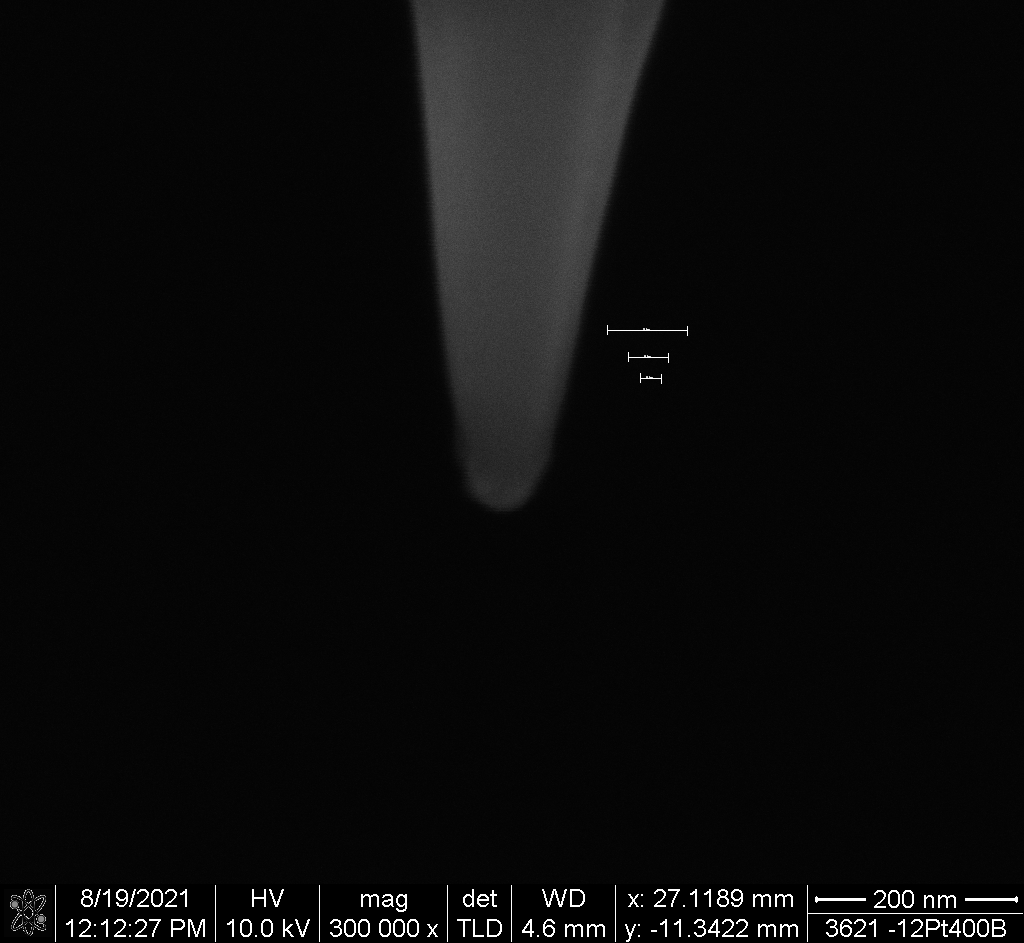 8/19/2021
12:12:27 PM
HV
10.0 kV
mag
300 000 x
det
TLD
WD
4.6 mm
x: 27.1189 mm
y: -11.3422 mm
200 nm
3621 -12Pt400B